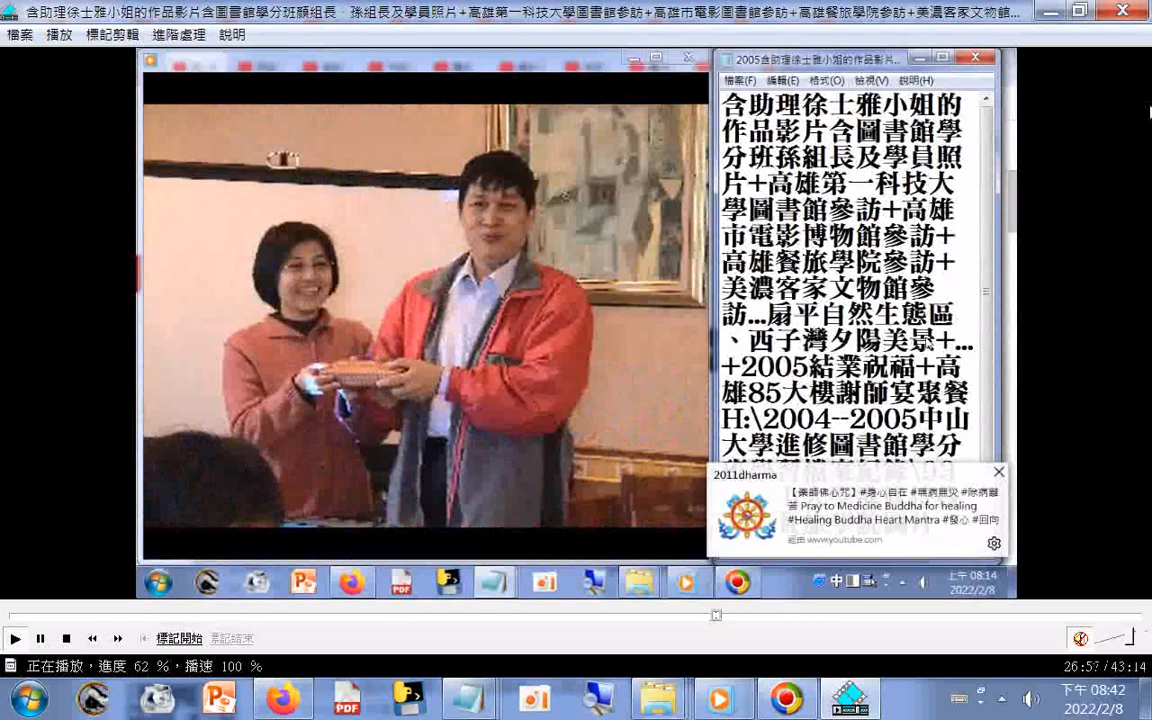 含助理徐士雅小姐的作品影片含圖書館學分班顏組長、孫組長及學員照片+高雄第一科技大學圖書館參訪+高雄市電影圖書館參訪+高雄餐旅學院參訪+美濃客家文物館...
檔案 播放 標記剪輯 進階處理 說明
2005含助理徐士雅小姐的作品影片...
檔案(F) 編輯(E) 格式(O) 檢視(V) 說明(H)
含助理徐士雅小姐的
作品影片含圖書館學
分班孫組長及學員照
片+高雄第一科技大
學圖書館參訪+高雄
市電影博物館參訪+
高雄餐旅學院參訪+
美濃客家文物館參
訪...扇平自然生態區
、西子灣夕陽美景+...
+2005結業祝福+高
雄85大樓謝師宴聚餐
H:\2004--2005中山
大學進修圖書館學分
2011dharma
【藥師佛心咒】#身心自在 #無病無災 #除病離
苦 Pray to Medicine Buddha for healing
#Healing Buddha Heart Mantra #發心 #回向
經由 www.youtube.com
中
上午 08:14
2022/2/8
標記開始 標記結束
正在播放，進度 62 %，播速 100 %
26:57 / 43:14
下午 08:42
2022/2/8